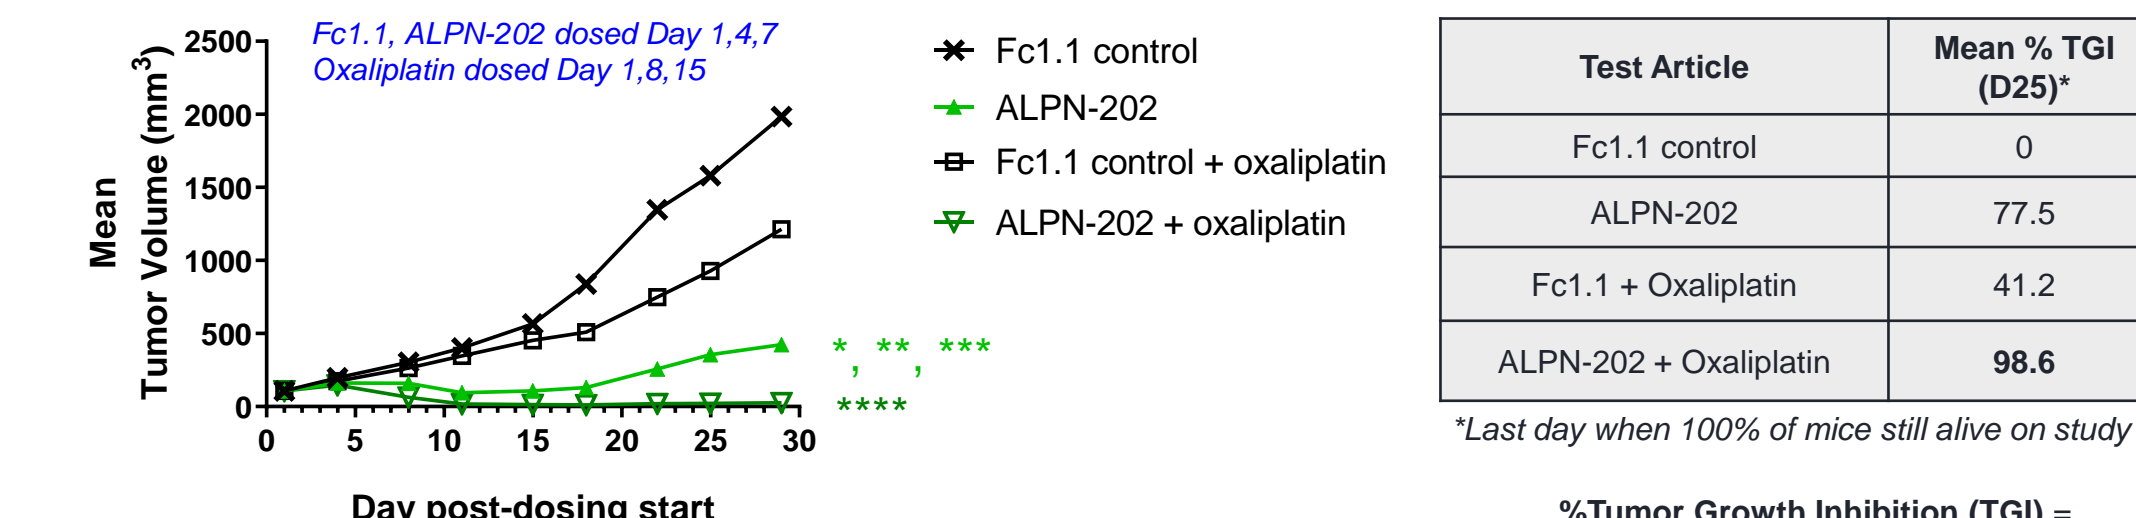 Fc1.1, ALPN-202 dosed Day 1,4,7
Oxaliplatin dosed Day 1,8,15
Mean
Tumor Volume (mm³)
2500
2000
1500
1000
500
0
0 5 10 15 20 25 30
Day post-dosing start
*, **, ***
****
Fc1.1 control
ALPN-202
Fc1.1 control + oxaliplatin
ALPN-202 + oxaliplatin
Test Article Mean % TGI
(D25)*
Fc1.1 control 0
ALPN-202 77.5
Fc1.1 + Oxaliplatin 41.2
ALPN-202 + Oxaliplatin 98.6
*Last day when 100% of mice still alive on study
%Tumor Growth Inhibition (TGI) =